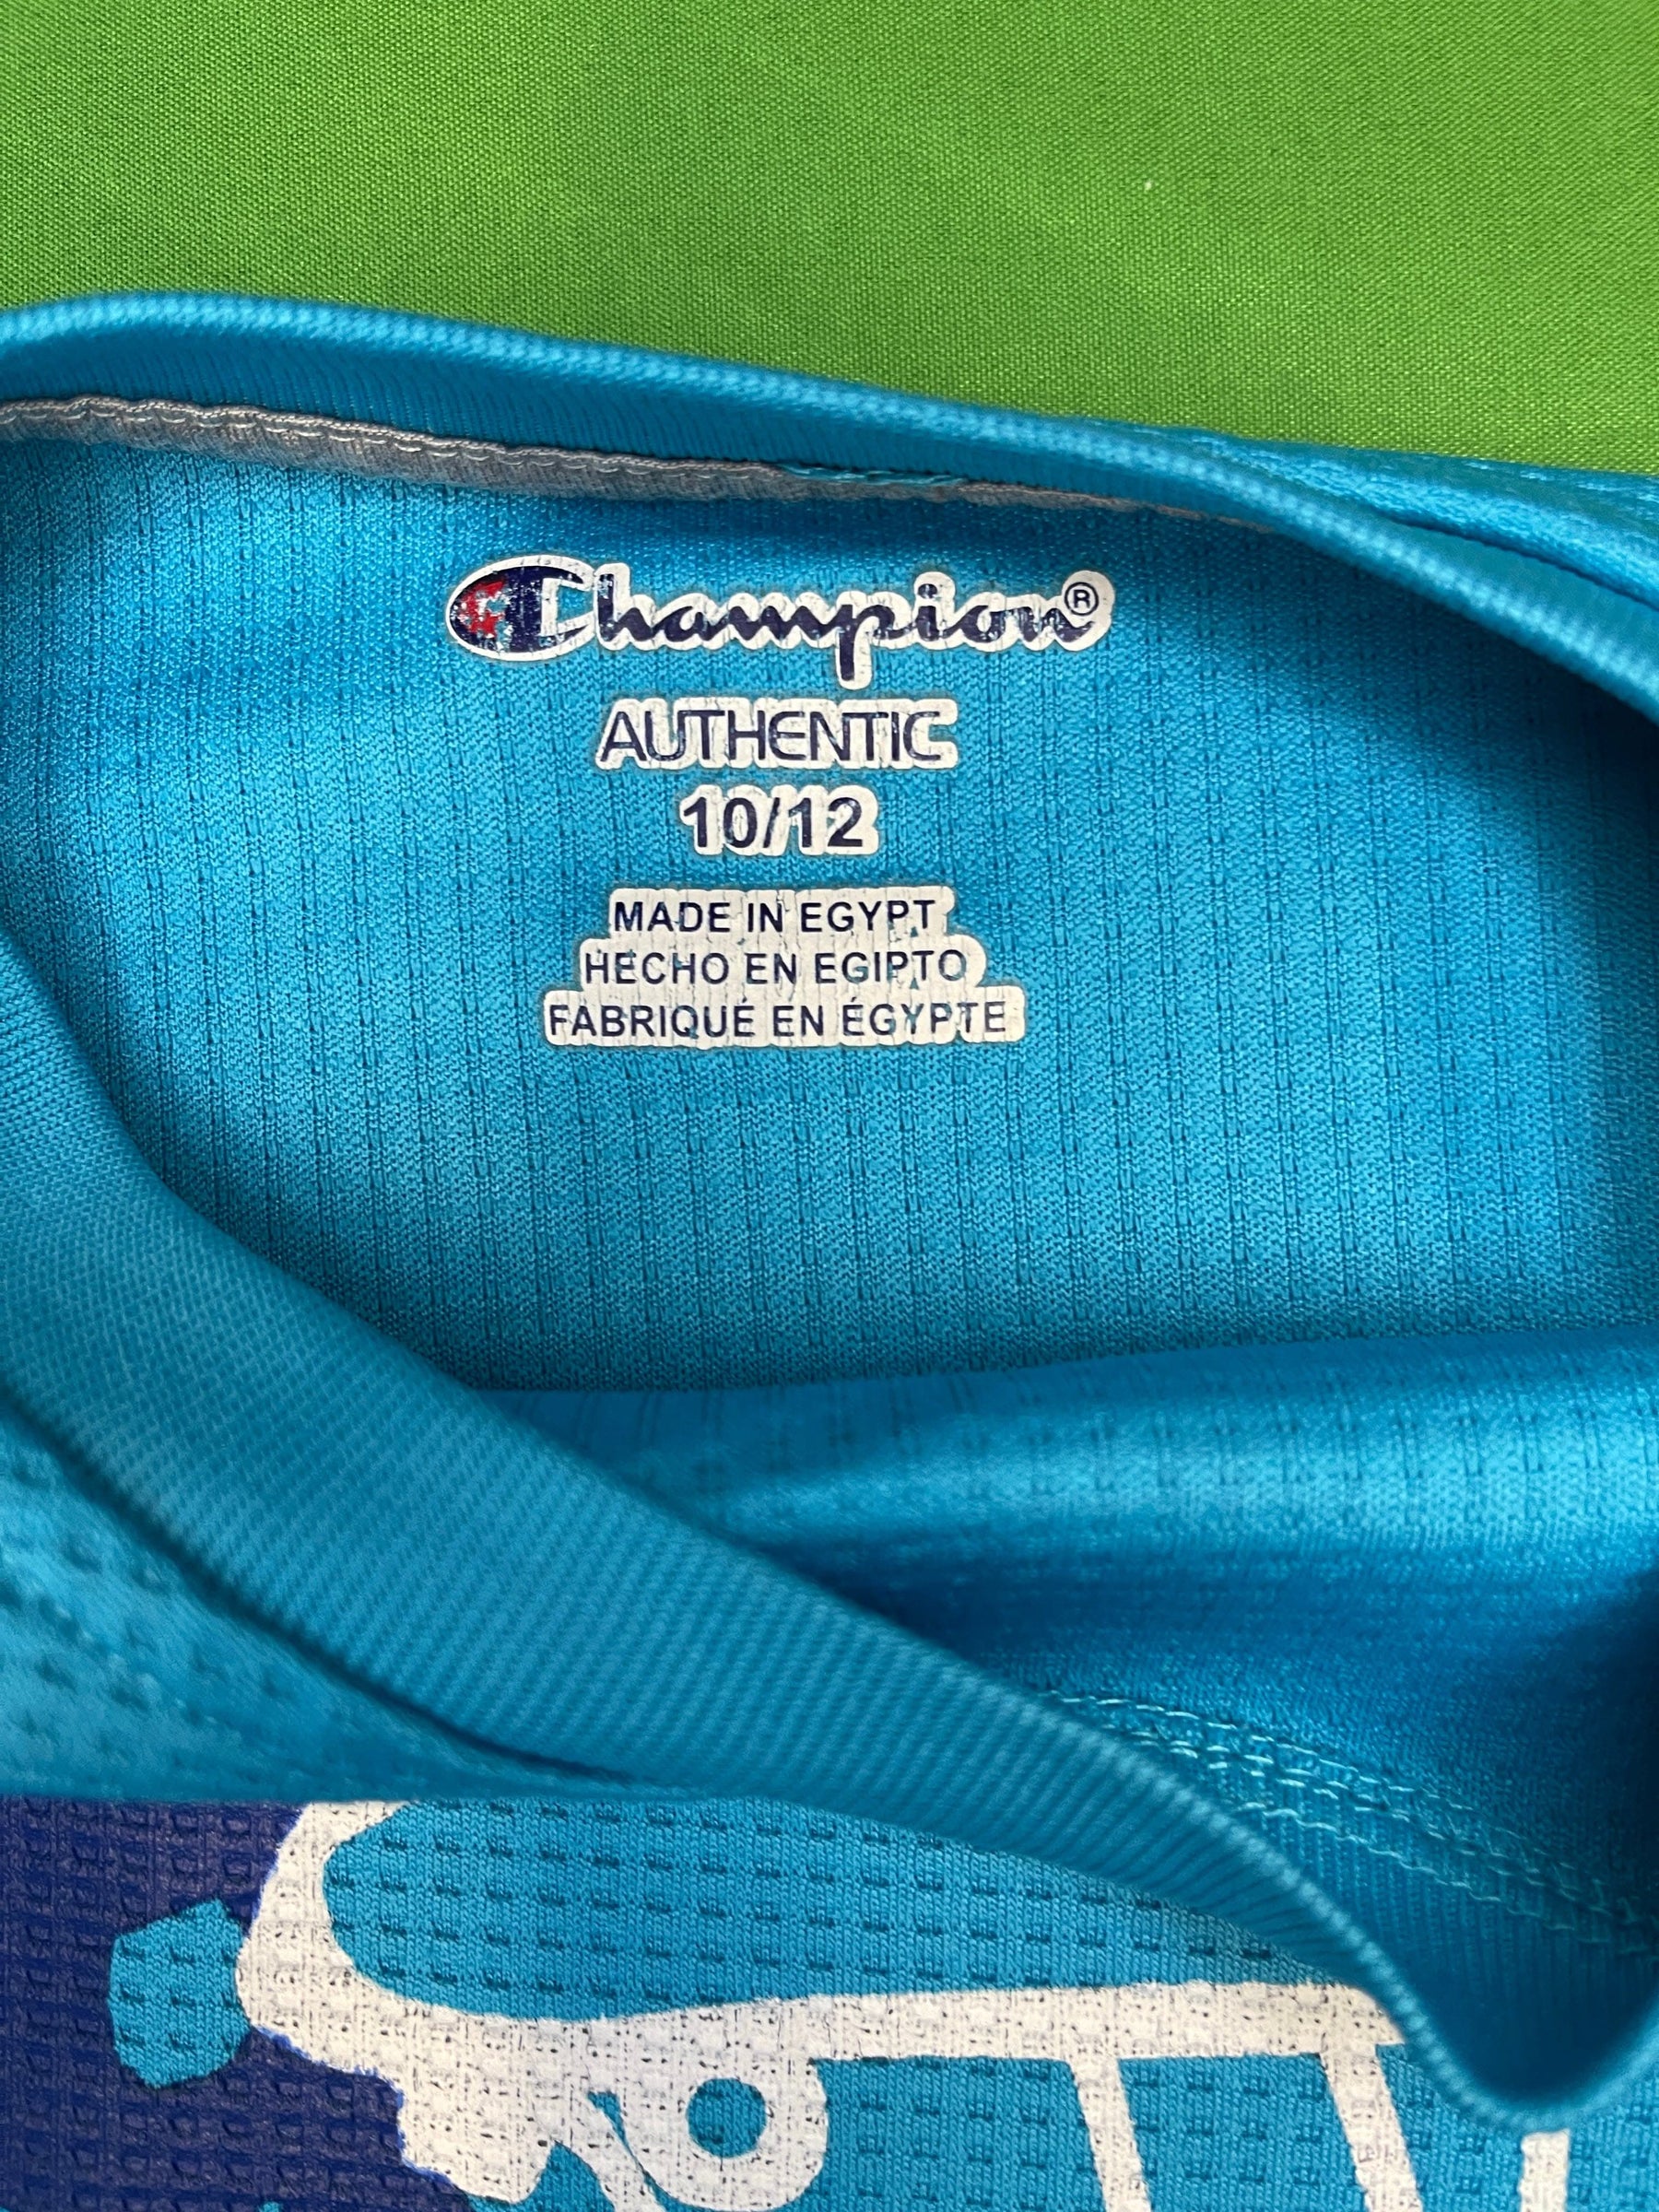 Champion®
AUTHENTIC
10/12
MADE IN EGYPT
HECHO EN EGIPTO
FABRIQUÉ EN ÉGYPTE